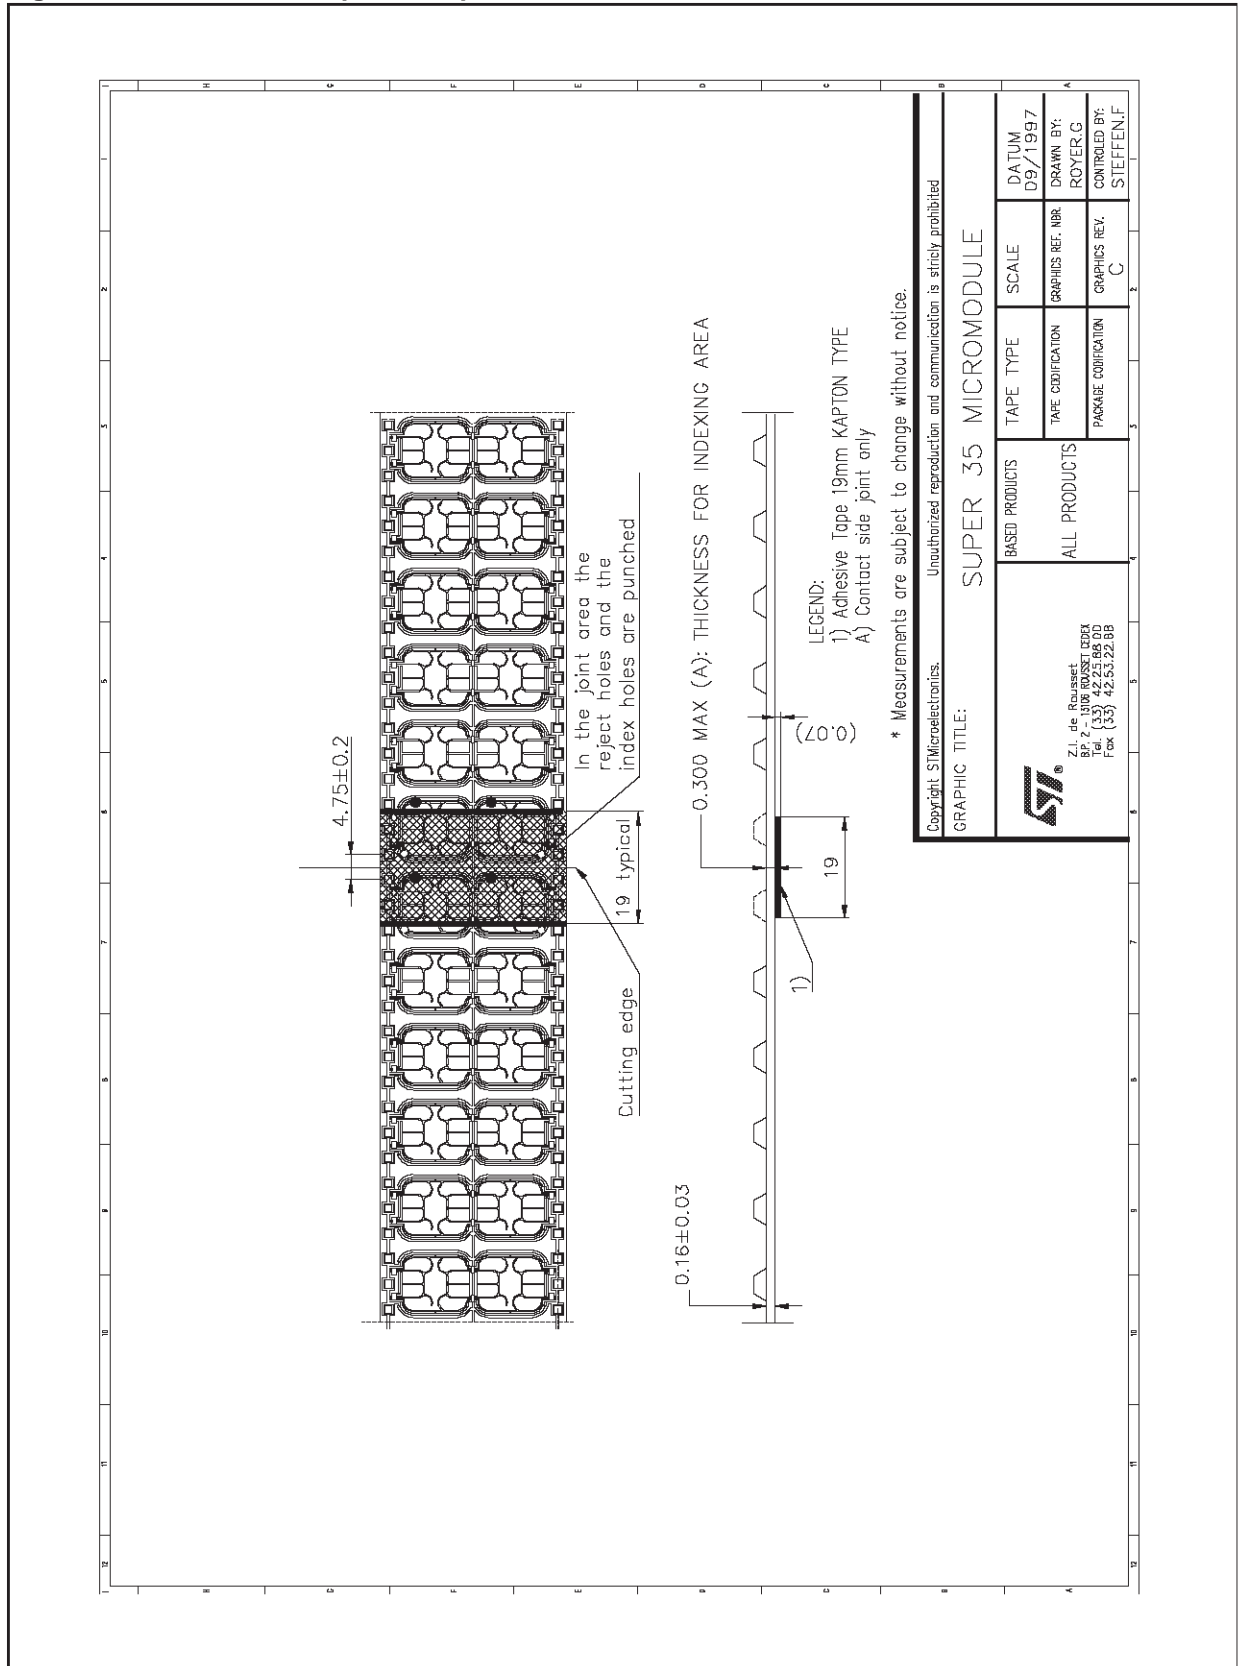 4.75±0.2
In the joint area the
reject holes and the
index holes are punched
19 typical
Cutting edge
0.300 MAX (A): THICKNESS FOR INDEXING AREA
0.16±0.03
(0.07)
19
1)
LEGEND:
1) Adhesive Tape 19mm KAPTON TYPE
A) Contact side joint only
* Measurements are subject to change without notice.
Copyright STMicroelectronics. Unauthorized reproduction and communication is stricly prohibited
GRAPHIC TITLE:
SUPER 35 MICROMODULE
Z.I. de Rousset
B.P. 2 - 13106 ROUSSET CEDEX
Tel. (33) 42.25.88.00
Fax (33) 42.53.22.88
BASED PRODUCTS
ALL PRODUCTS
TAPE TYPE
SCALE
DATUM
09/1997
TAPE CODIFICATION
GRAPHICS REF. NBR.
DRAWN BY:
ROYER.G
PACKAGE CODIFICATION
GRAPHICS REV.
C
CONTROLED BY:
STEFFEN.F